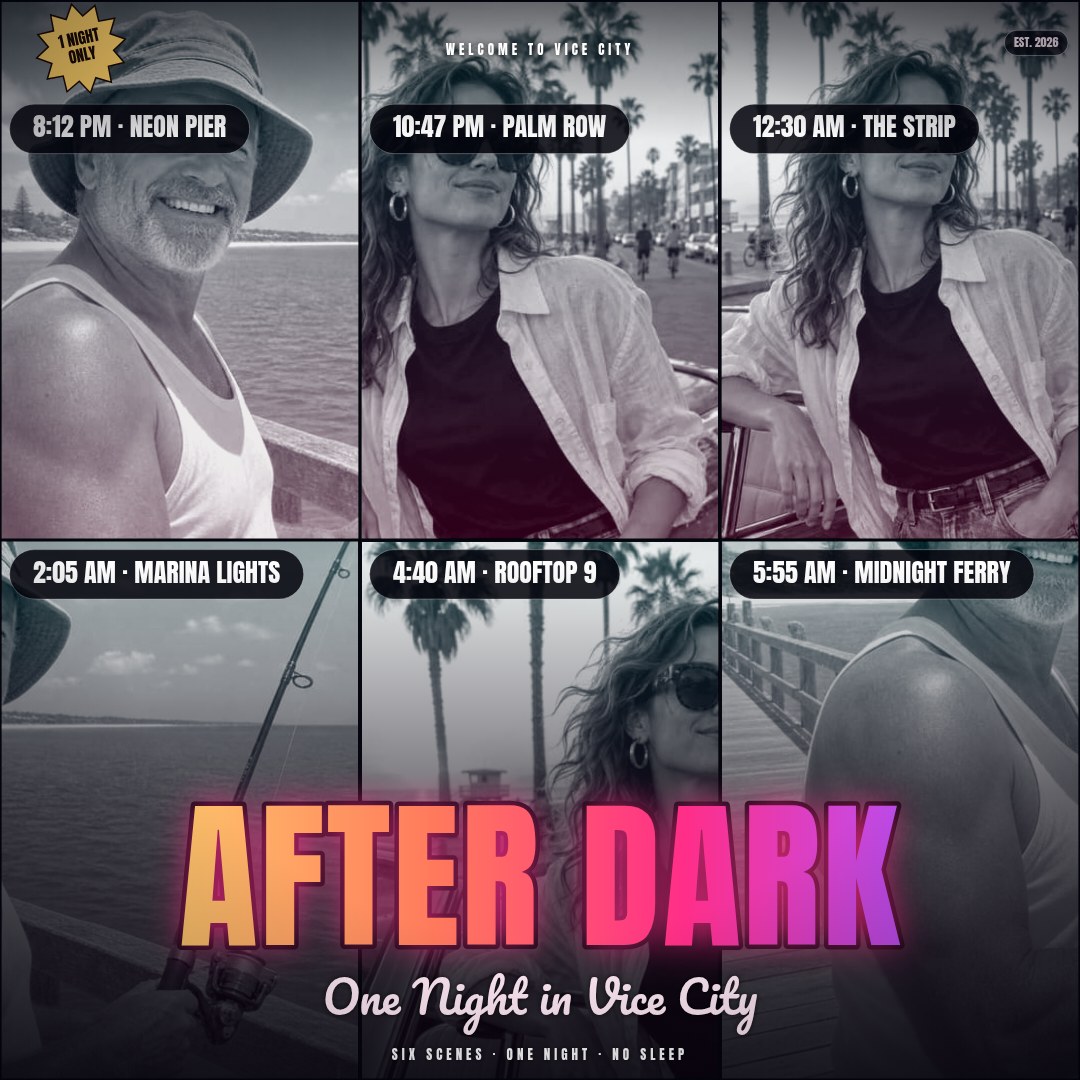 1 NIGHT
ONLY
WELCOME TO VICE CITY
EST. 2026
8:12 PM · NEON PIER
10:47 PM · PALM ROW
12:30 AM · THE STRIP
2:05 AM · MARINA LIGHTS
4:40 AM · ROOFTOP 9
5:55 AM · MIDNIGHT FERRY
AFTER DARK
One Night in Vice City
SIX SCENES · ONE NIGHT · NO SLEEP